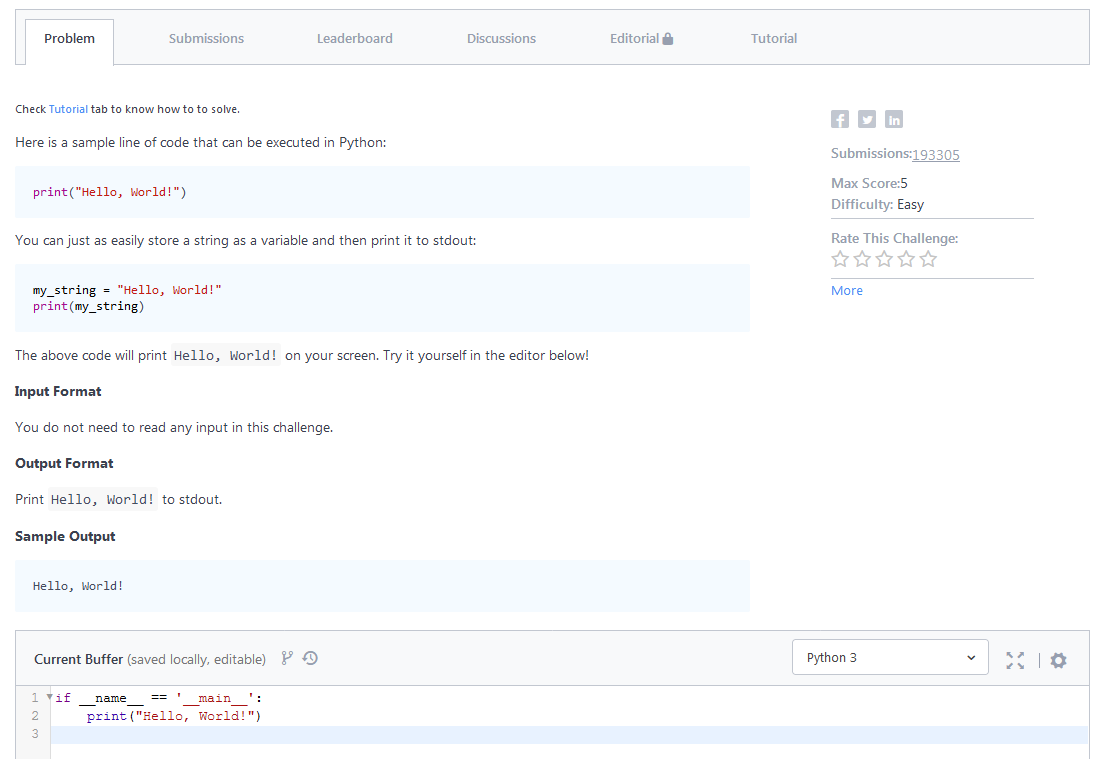 Problem
Submissions
Leaderboard
Discussions
Editorial
Tutorial
Check Tutorial tab to know how to to solve.
Here is a sample line of code that can be executed in Python:
print("Hello, World!")
You can just as easily store a string as a variable and then print it to stdout:
my_string = "Hello, World!"
print(my_string)
The above code will print Hello, World! on your screen. Try it yourself in the editor below!
Input Format
You do not need to read any input in this challenge.
Output Format
Print Hello, World! to stdout.
Sample Output
Hello, World!
Submissions:193305
Max Score:5
Difficulty: Easy
Rate This Challenge:
More
Current Buffer (saved locally, editable)
Python 3
1 if __name__ == '__main__':
2     print("Hello, World!")
3